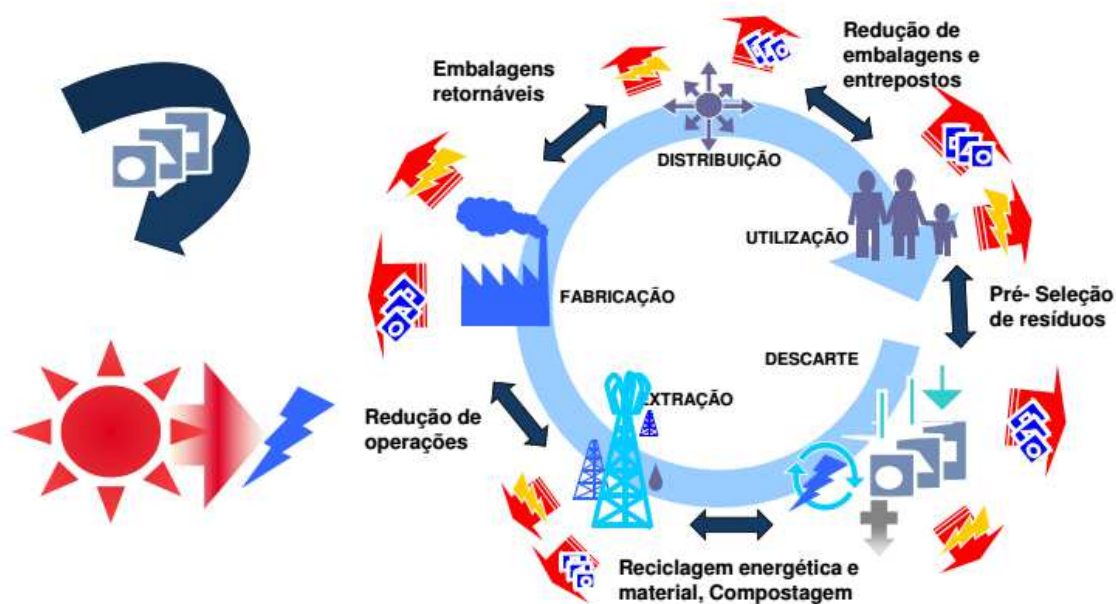 Redução de
embalagens e
entrepostos
Embalagens
retornáveis
DISTRIBUIÇÃO
UTILIZAÇÃO
FABRICAÇÃO
Pré- Seleção
de resíduos
DESCARTE
EXTRAÇÃO
Redução de
operações
Reciclagem energética e
material, Compostagem